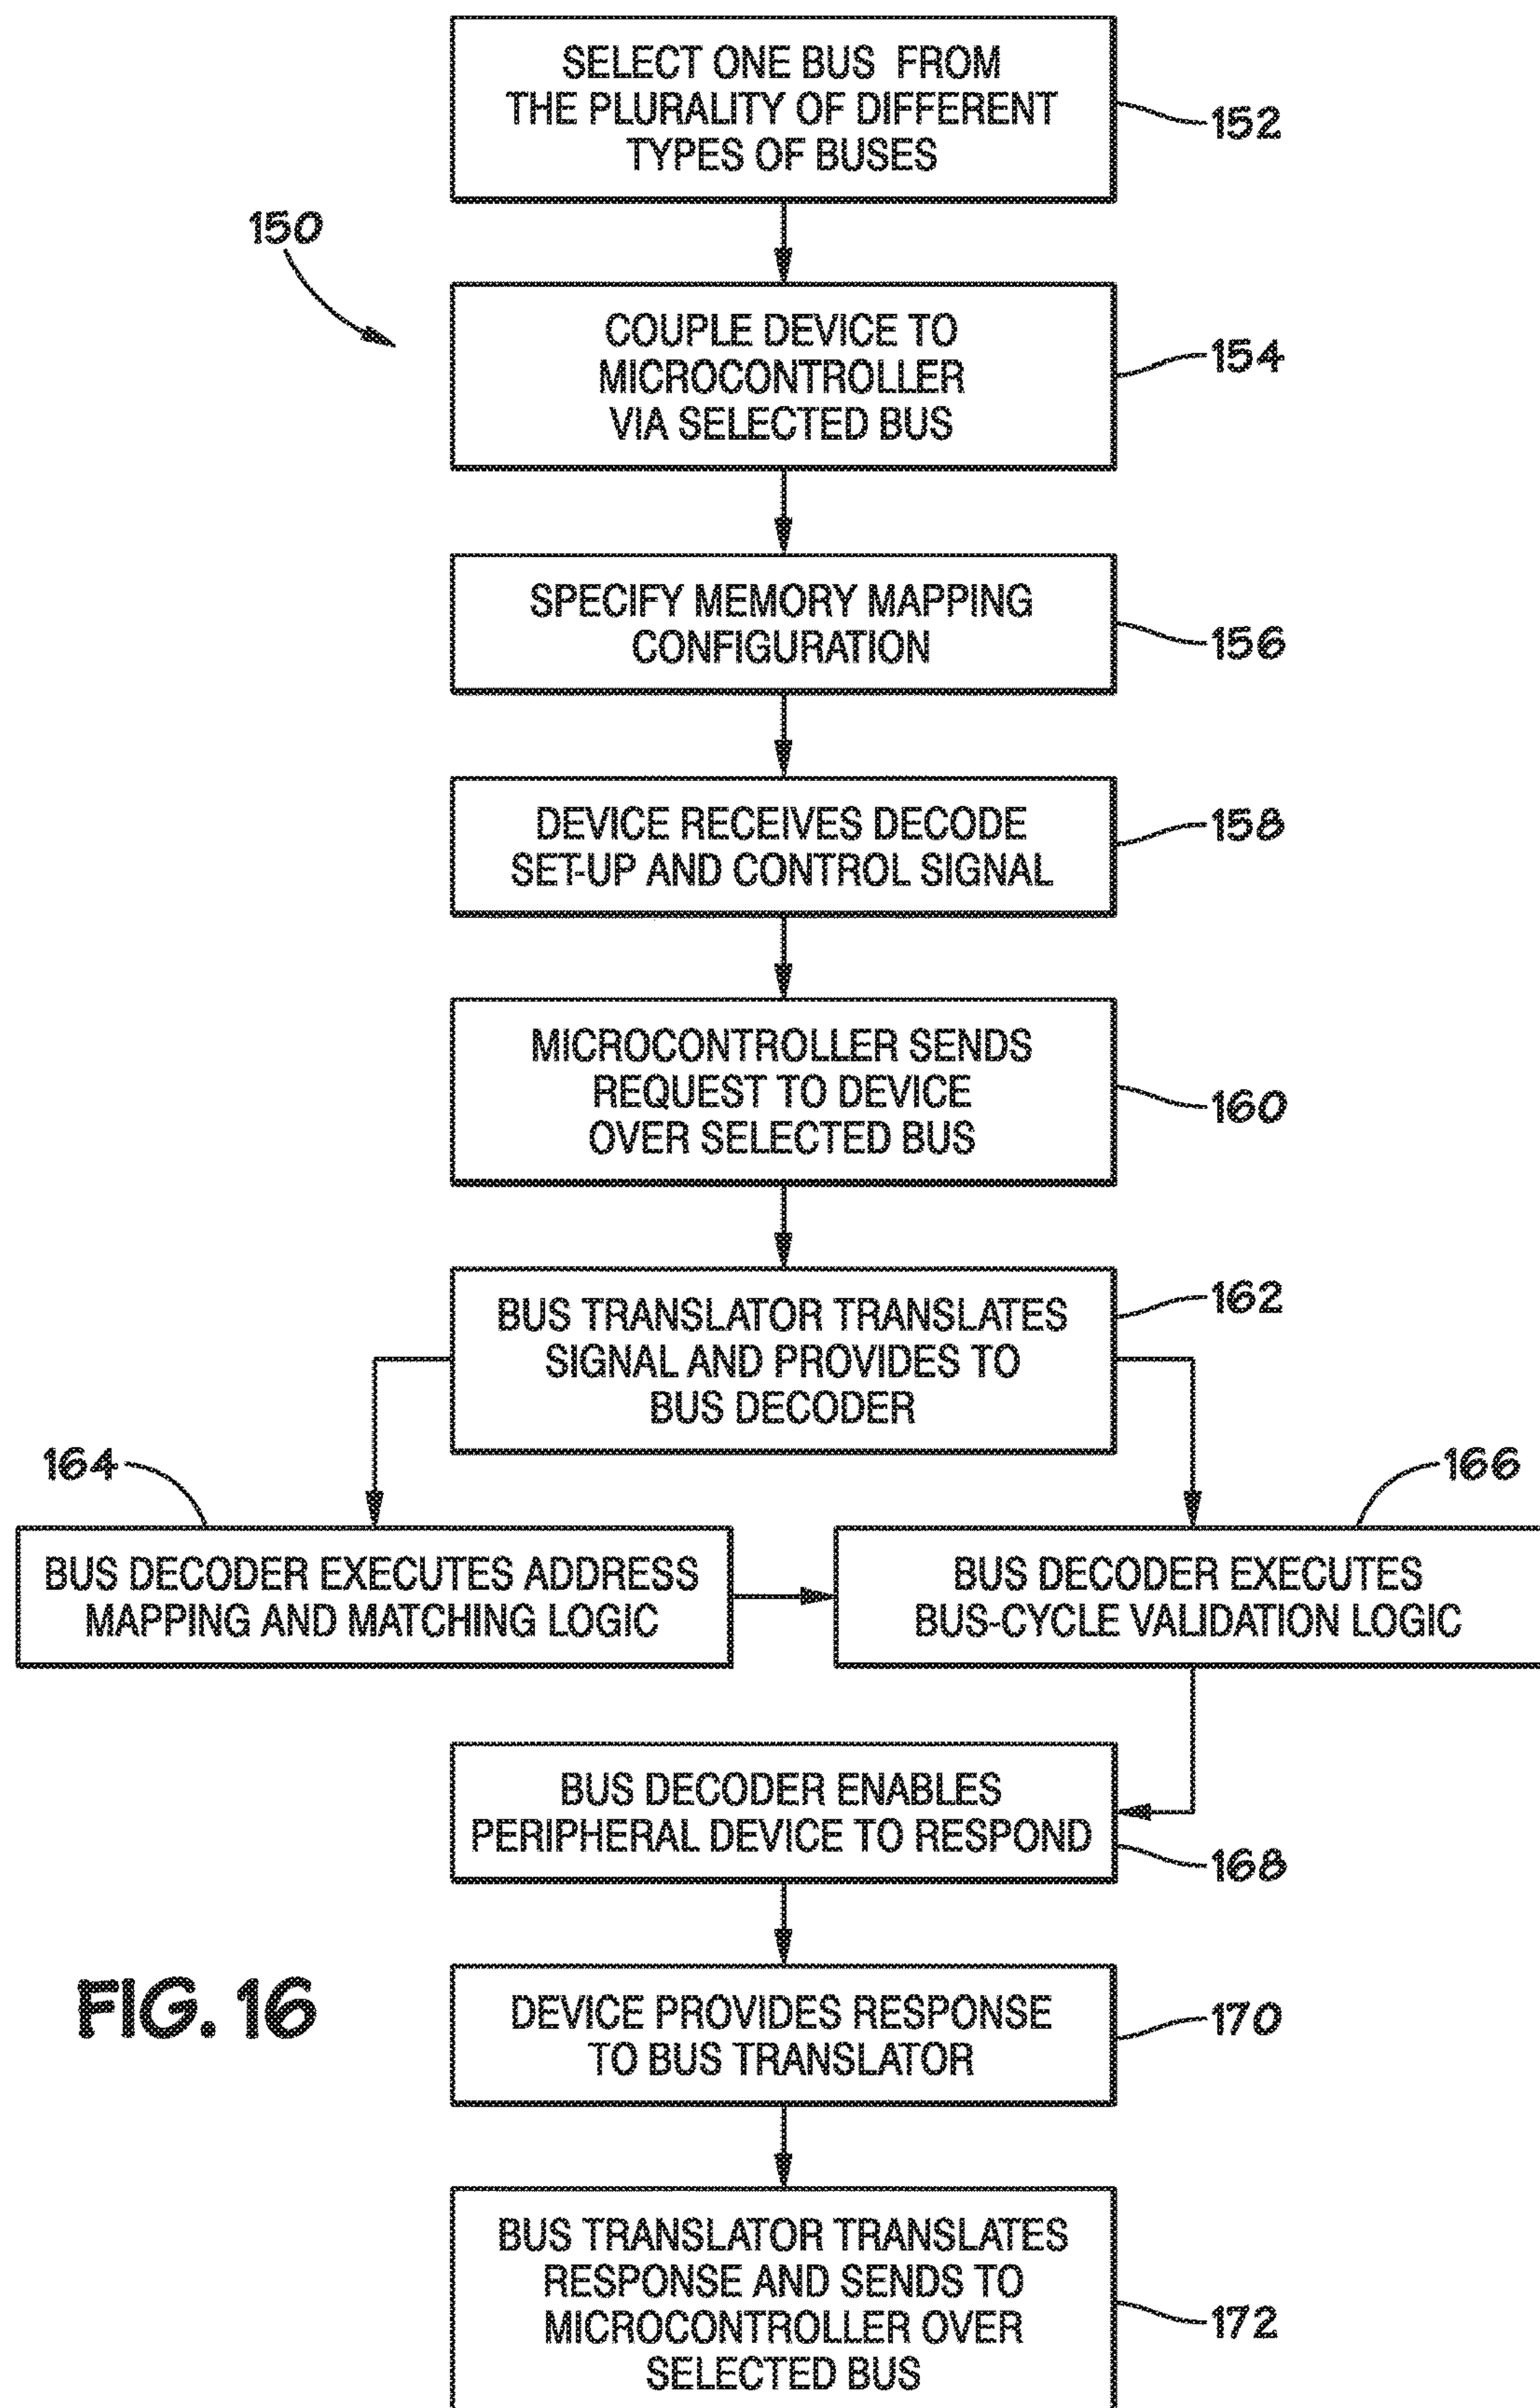 SELECT ONE BUS FROM
THE PLURALITY OF DIFFERENT
TYPES OF BUSES
152
150
COUPLE DEVICE TO
MICROCONTROLLER
VIA SELECTED BUS
154
SPECIFY MEMORY MAPPING
CONFIGURATION
156
DEVICE RECEIVES DECODE
SET-UP AND CONTROL SIGNAL
158
MICROCONTROLLER SENDS
REQUEST TO DEVICE
OVER SELECTED BUS
160
BUS TRANSLATOR TRANSLATES
SIGNAL AND PROVIDES TO
BUS DECODER
162
164
BUS DECODER EXECUTES ADDRESS
MAPPING AND MATCHING LOGIC
166
BUS DECODER EXECUTES
BUS-CYCLE VALIDATION LOGIC
BUS DECODER ENABLES
PERIPHERAL DEVICE TO RESPOND
168
FIG. 16
DEVICE PROVIDES RESPONSE
TO BUS TRANSLATOR
170
BUS TRANSLATOR TRANSLATES
RESPONSE AND SENDS TO
MICROCONTROLLER OVER
SELECTED BUS
172